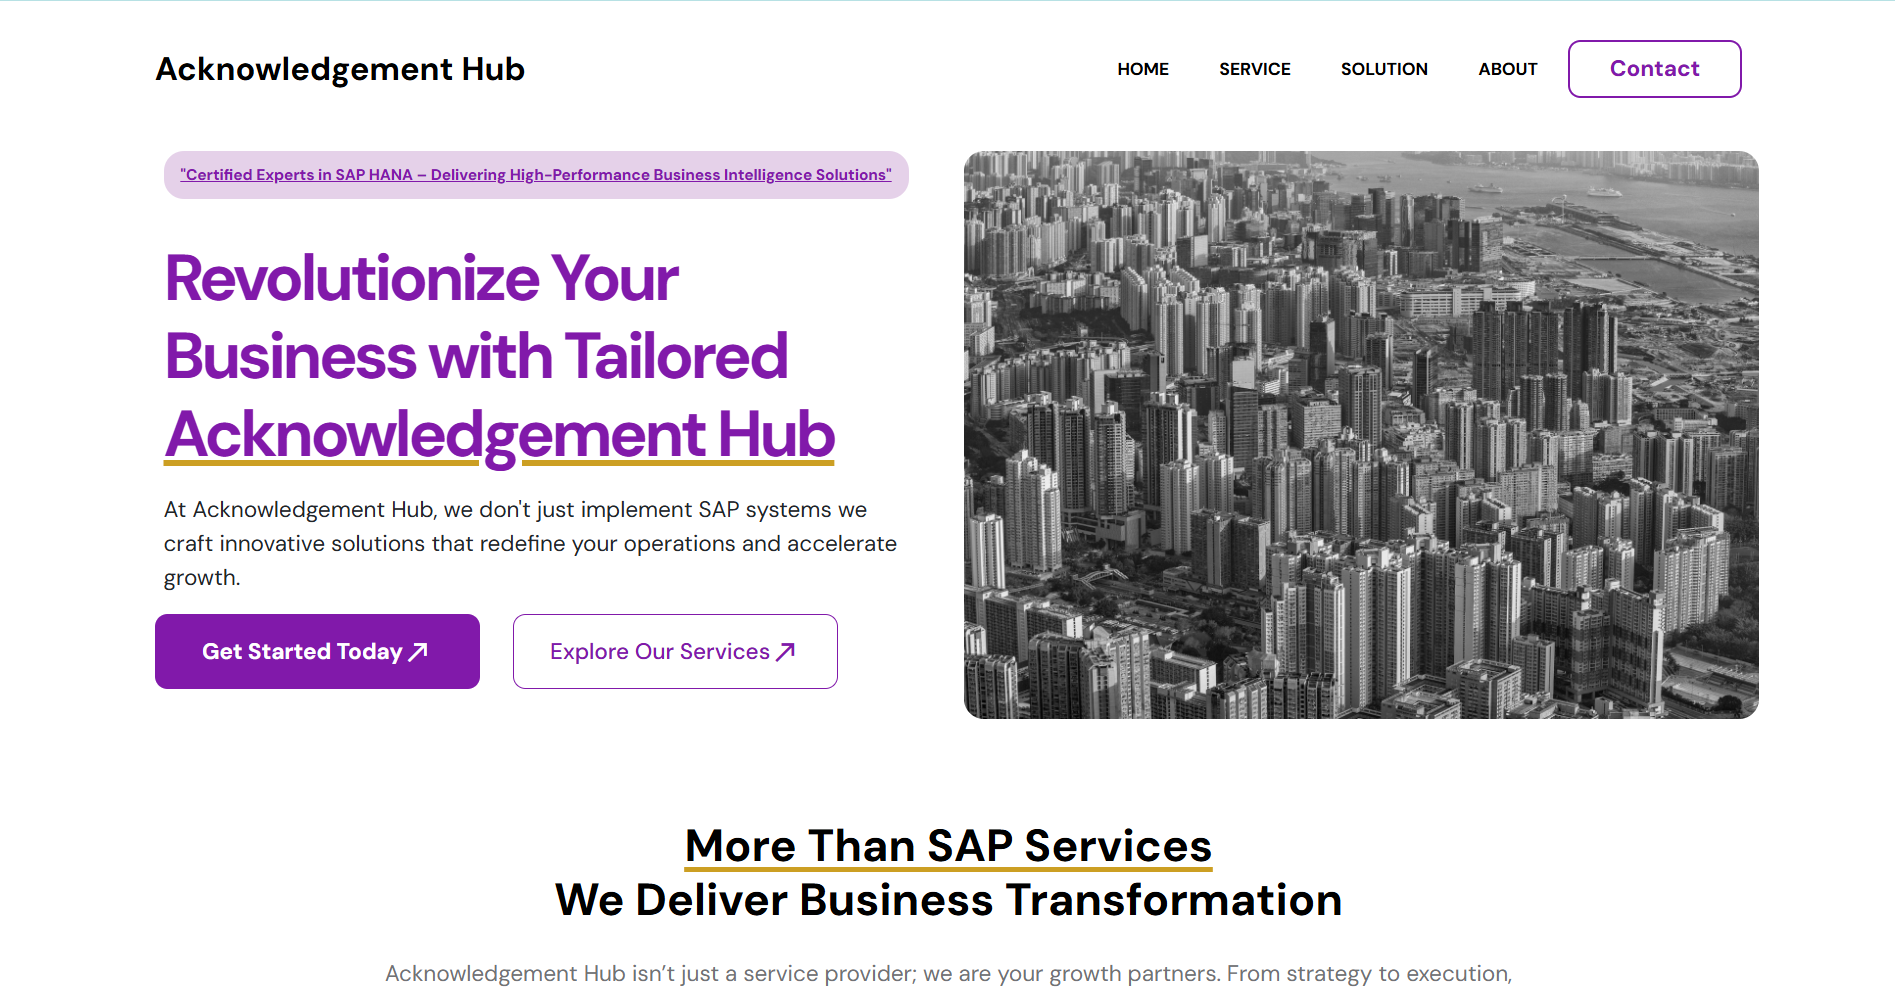 Acknowledgement Hub
HOME SERVICE SOLUTION ABOUT Contact
"Certified Experts in SAP HANA – Delivering High-Performance Business Intelligence Solutions"
Revolutionize Your
Business with Tailored
Acknowledgement Hub
At Acknowledgement Hub, we don't just implement SAP systems we
craft innovative solutions that redefine your operations and accelerate
growth.
Get Started Today
Explore Our Services
More Than SAP Services
We Deliver Business Transformation
Acknowledgement Hub isn’t just a service provider; we are your growth partners. From strategy to execution,